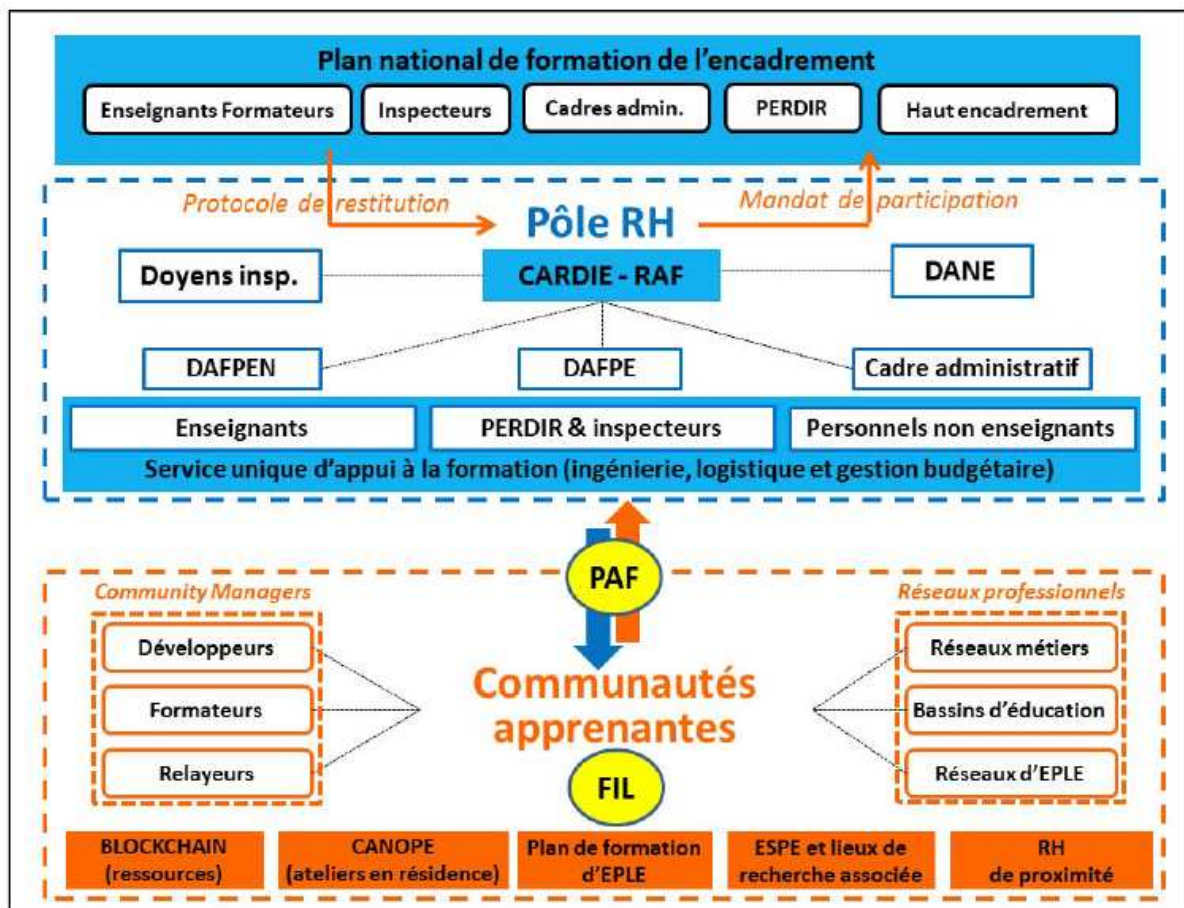 Plan national de formation de l'encadrement
Enseignants Formateurs
Inspecteurs
Cadres admin.
PERDIR
Haut encadrement
Protocole de restitution
Mandat de participation
Pôle RH
Doyens insp.
CARDIE - RAF
DANE
DAFPEN
DAFPE
Cadre administratif
Enseignants
PERDIR & inspecteurs
Personnels non enseignants
Service unique d'appui à la formation (ingénierie, logistique et gestion budgétaire)
PAF
Community Managers
Développeurs
Formateurs
Relayeurs
Communautés
apprenantes
Réseaux professionnels
Réseaux métiers
Bassins d'éducation
Réseaux d'EPLE
FIL
BLOCKCHAIN
(ressources)
CANOPE
(ateliers en résidence)
Plan de formation
d'EPLE
ESPE et lieux de
recherche associée
RH
de proximité